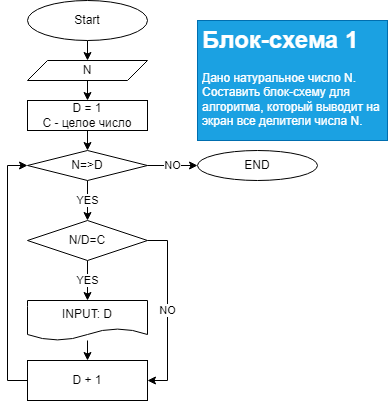 Start
Блок-схема 1
Дано натуральное число N.
Составить блок-схему для
алгоритма, который выводит на
экран все делители числа N.
N
D = 1
C - целое число
N=>D
NO
END
YES
N/D=C
YES
NO
INPUT: D
D + 1